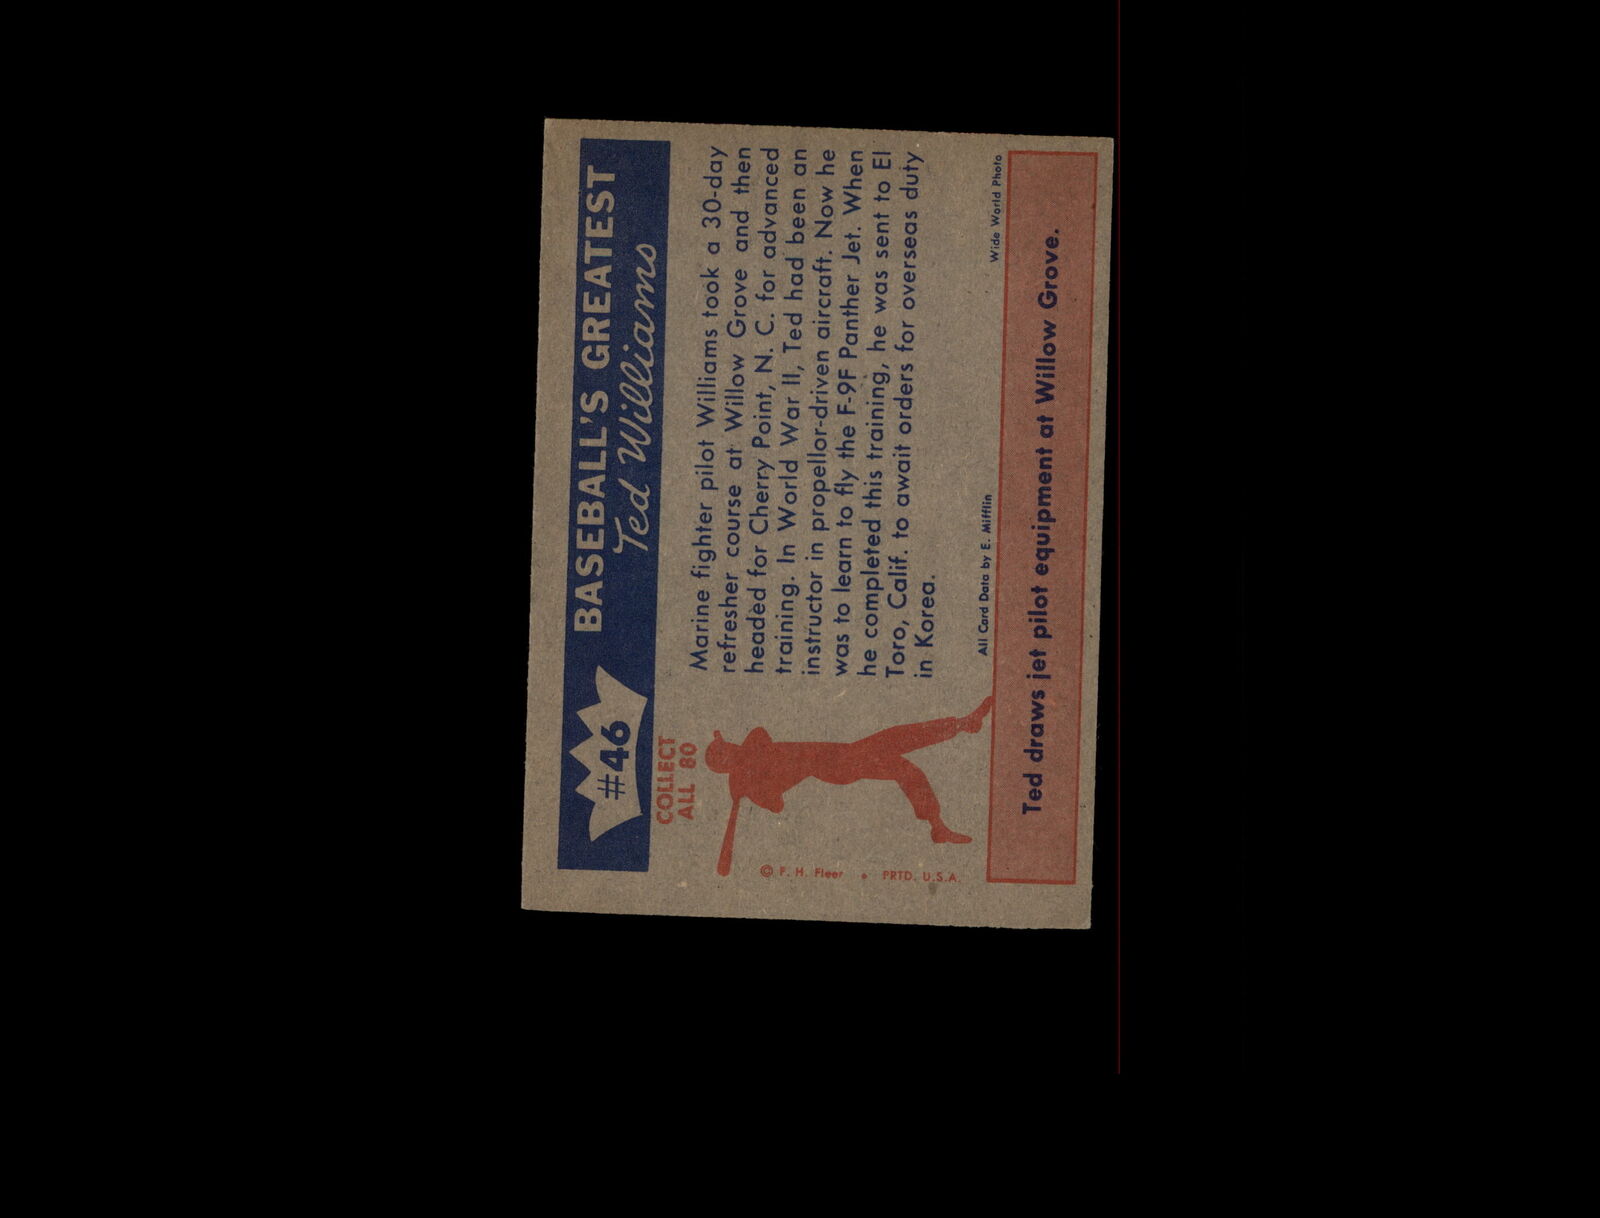 #46
BASEBALL'S GREATEST
Ted Williams
COLLECT
ALL 80
Marine fighter pilot Williams took a 30-day
refresher course at Willow Grove and then
headed for Cherry Point, N. C. for advanced
training. In World War II, Ted had been an
instructor in propellor-driven aircraft. Now he
was to learn to fly the F-9F Panther Jet. When
he completed this training, he was sent to El
Toro, Calif. to await orders for overseas duty
in Korea.
© F. H. Fleer • PRTD. U.S.A.
All Card Data by E. Mifflin
Wide World Photo
Ted draws jet pilot equipment at Willow Grove.